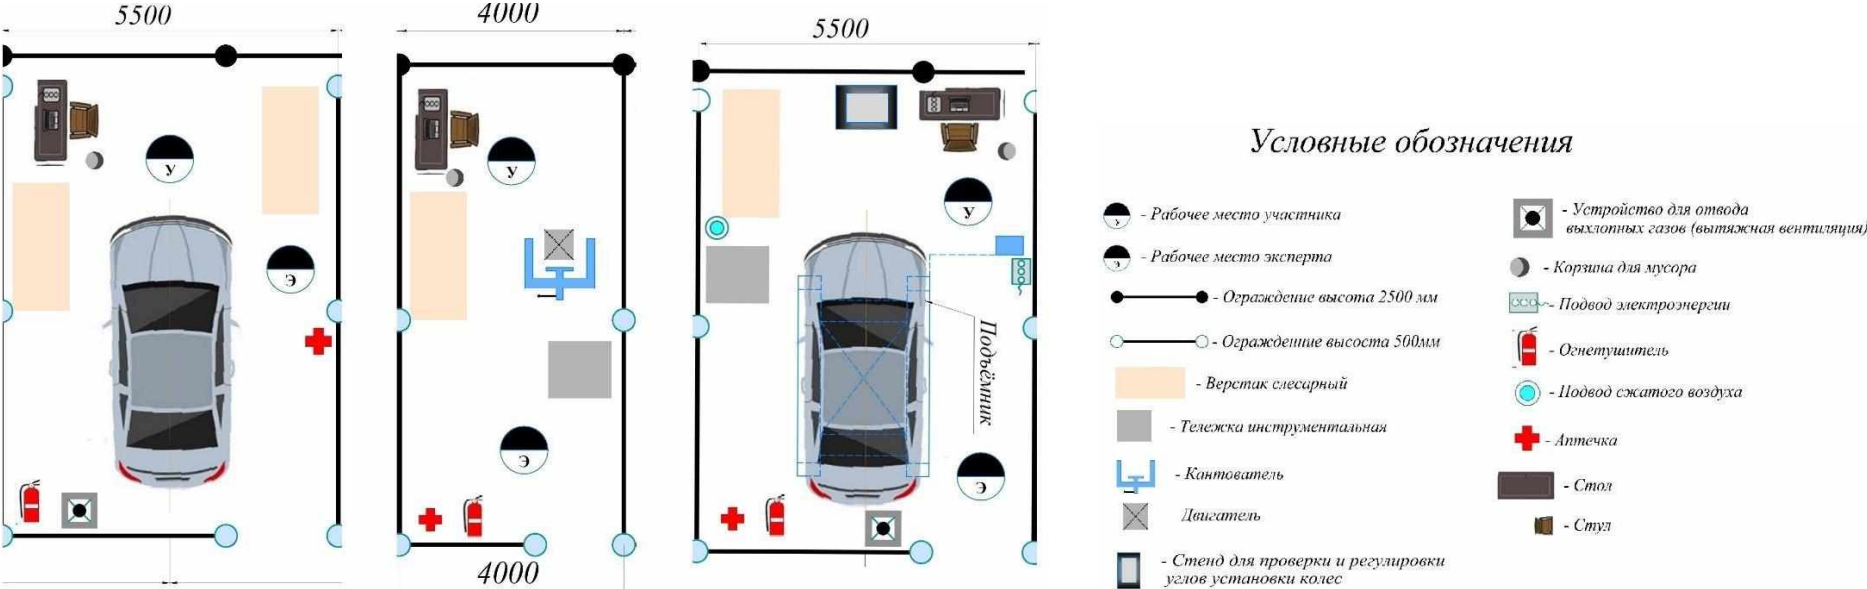 5500
4000
5500
У
У
У
Э
Э
Э
Подъёмник
4000
Условные обозначения
У
- Рабочее место участника
Э
- Рабочее место эксперта
- Ограждение высота 2500 мм
- Ограждениие высоста 500мм
- Верстак слесарный
- Тележка инструментальная
- Кантователь
Двигатель
- Стенд для проверки и регулировки
углов установки колес
- Устройство для отвода
выхлопных газов (вытяжная вентиляция)
- Корзина для мусора
- Подвод электроэнергии
- Огнетушитель
- Подвод сжатого воздуха
- Аптечка
- Стол
- Стул